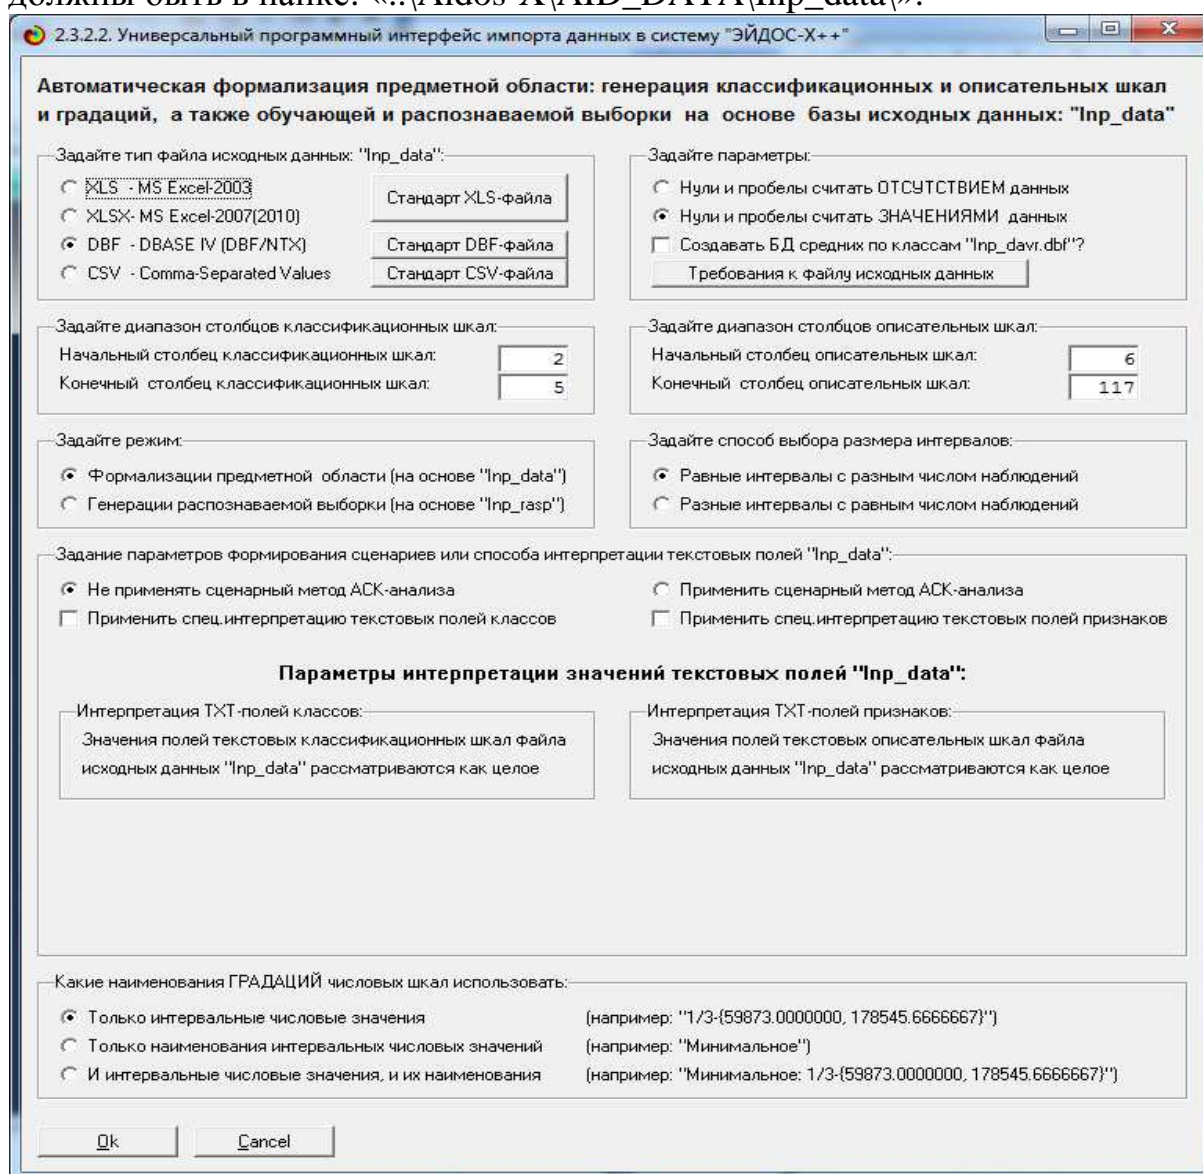 должны быть в папке: «..\Aidos-X\AID_DATA\Inp_data\».
2.3.2.2. Универсальный программный интерфейс импорта данных в систему "ЭЙДОС-X++"
Автоматическая формализация предметной области: генерация классификационных и описательных шкал
и градаций, а также обучающей и распознаваемой выборки на основе базы исходных данных: "Inp_data"
Задайте тип файла исходных данных: "Inp_data":
XLS - MS Excel-2003
XLSX- MS Excel-2007(2010)
DBF - DBASE IV (DBF/NTX)
CSV - Comma-Separated Values
Стандарт XLS-файла
Стандарт DBF-файла
Стандарт CSV-файла
Задайте параметры:
Нули и пробелы считать ОТСУТСТВИЕМ данных
Нули и пробелы считать ЗНАЧЕНИЯМИ данных
Создавать БД средних по классам "Inp_davr.dbf"?
Требования к файлу исходных данных
Задайте диапазон столбцов классификационных шкал:
Начальный столбец классификационных шкал: 2
Конечный столбец классификационных шкал: 5
Задайте диапазон столбцов описательных шкал:
Начальный столбец описательных шкал: 6
Конечный столбец описательных шкал: 117
Задайте режим:
Формализации предметной области (на основе "Inp_data")
Генерации распознаваемой выборки (на основе "Inp_rasp")
Задайте способ выбора размера интервалов:
Равные интервалы с разным числом наблюдений
Разные интервалы с равным числом наблюдений
Задание параметров формирования сценариев или способа интерпретации текстовых полей "Inp_data":
Не применять сценарный метод АСК-анализа
Применить сценарный метод АСК-анализа
Применить спец.интерпретацию текстовых полей классов
Применить спец.интерпретацию текстовых полей признаков
Параметры интерпретации значений текстовых полей "Inp_data":
Интерпретация TXT-полей классов:
Значения полей текстовых классификационных шкал файла
исходных данных "Inp_data" рассматриваются как целое
Интерпретация TXT-полей признаков:
Значения полей текстовых описательных шкал файла
исходных данных "Inp_data" рассматриваются как целое
Какие наименования ГРАДАЦИЙ числовых шкал использовать:
Только интервальные числовые значения (например: "1/3-{59873.0000000, 178545.6666667}")
Только наименования интервальных числовых значений (например: "Минимальное")
И интервальные числовые значения, и их наименования (например: "Минимальное: 1/3-{59873.0000000, 178545.6666667}")
Ok
Cancel